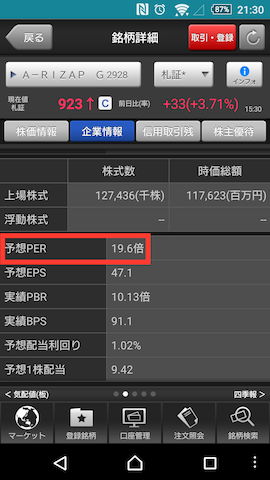 21:30
戻る
銘柄詳細
取引・登録
A-RIZAP G 2928
札証*
インフォ
現在値
札証
923↑ C 前日比(率) +33(+3.71%)
15:30
株価情報
企業情報
信用取引残
株主優待
株式数 時価総額
上場株式 127,436(千株) 117,623(百万円)
浮動株式 -- --
予想PER 19.6倍
予想EPS 47.1
実績PBR 10.13倍
実績BPS 91.1
予想配当利回り 1.02%
予想1株配当 9.42
< 気配値(板) 四季報 >
マーケット 登録銘柄 口座管理 注文照会 銘柄検索